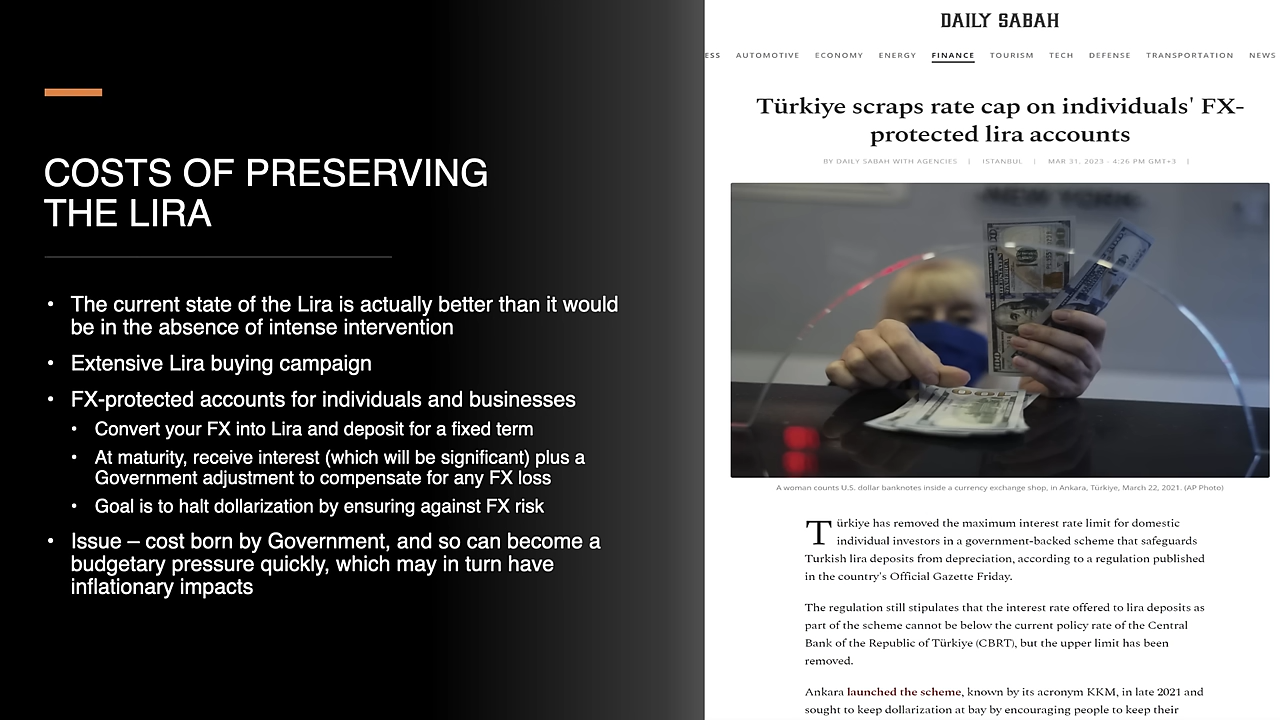 COSTS OF PRESERVING
THE LIRA
• The current state of the Lira is actually better than it would
be in the absence of intense intervention
• Extensive Lira buying campaign
• FX-protected accounts for individuals and businesses
• Convert your FX into Lira and deposit for a fixed term
• At maturity, receive interest (which will be significant) plus a
Government adjustment to compensate for any FX loss
• Goal is to halt dollarization by ensuring against FX risk
• Issue – cost born by Government, and so can become a
budgetary pressure quickly, which may in turn have
inflationary impacts
DAILY SABAH
ESS AUTOMOTIVE ECONOMY ENERGY FINANCE TOURISM TECH DEFENSE TRANSPORTATION NEWS
Türkiye scraps rate cap on individuals' FX-
protected lira accounts
BY DAILY SABAH WITH AGENCIES | ISTANBUL | MAR 31, 2023 - 4:26 PM GMT+3 |
NEW YORK
100
A woman counts U.S. dollar banknotes inside a currency exchange shop, in Ankara, Türkiye, March 22, 2021. (AP Photo)
Türkiye has removed the maximum interest rate limit for domestic
individual investors in a government-backed scheme that safeguards
Turkish lira deposits from depreciation, according to a regulation published
in the country's Official Gazette Friday.
The regulation still stipulates that the interest rate offered to lira deposits as
part of the scheme cannot be below the current policy rate of the Central
Bank of the Republic of Türkiye (CBRT), but the upper limit has been
removed.
Ankara launched the scheme, known by its acronym KKM, in late 2021 and
sought to keep dollarization at bay by encouraging people to keep their